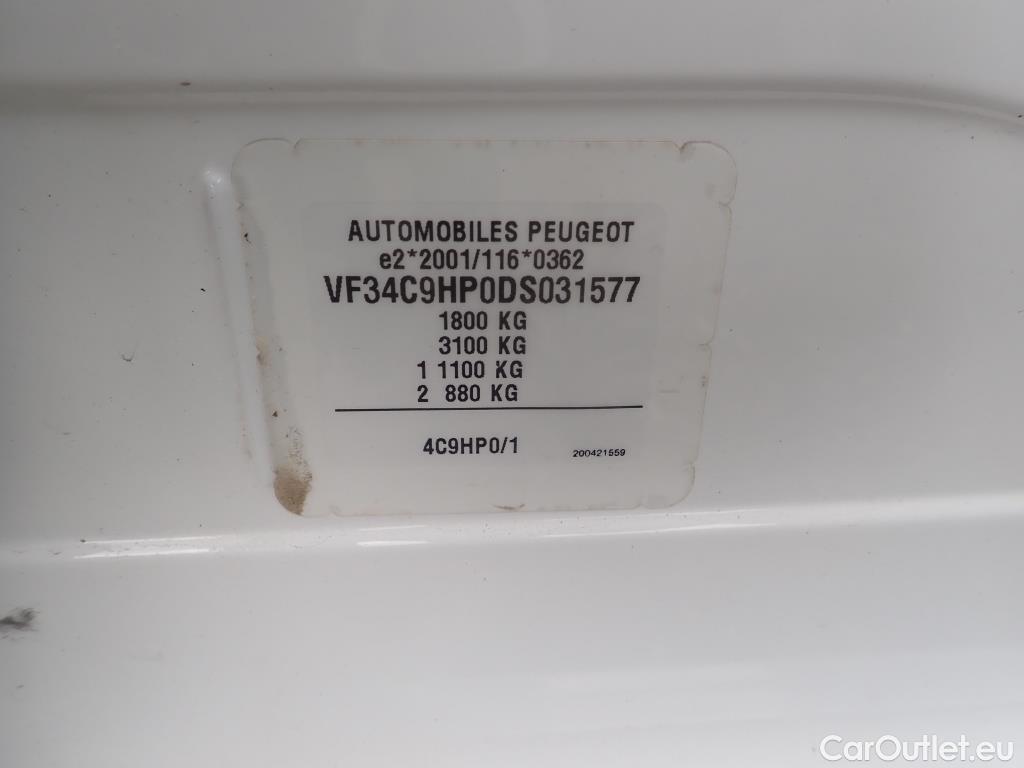 AUTOMOBILES PEUGEOT
e2*2001/116*0362
VF34C9HP0DS031577
1800 KG
3100 KG
1 1100 KG
2 880 KG
4C9HP0/1
200421559
CarOutlet.eu